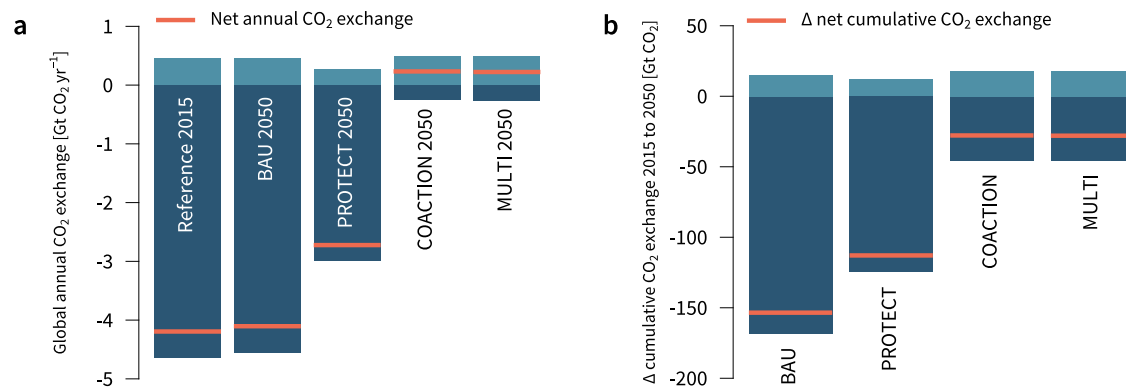 a
Net annual CO₂ exchange
Global annual CO₂ exchange [Gt CO₂ yr⁻¹]
1
0
-1
-2
-3
-4
-5
Reference 2015
BAU 2050
PROTECT 2050
COACTION 2050
MULTI 2050
b
Δ net cumulative CO₂ exchange
Δ cumulative CO₂ exchange 2015 to 2050 [Gt CO₂]
50
0
-50
-100
-150
-200
BAU
PROTECT
COACTION
MULTI